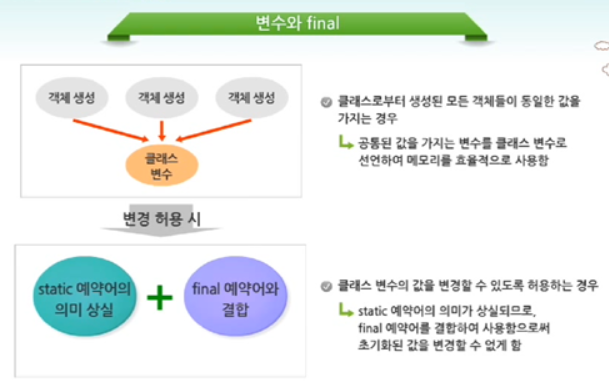 변수와 final
객체 생성
객체 생성
객체 생성
클래스
변수
클래스로부터 생성된 모든 객체들이 동일한 값을
가지는 경우
공통된 값을 가지는 변수를 클래스 변수로
선언하여 메모리를 효율적으로 사용함
변경 허용 시
static 예약어의
의미 상실
+
final 예약어와
결합
클래스 변수의 값을 변경할 수 있도록 허용하는 경우
static 예약어의 의미가 상실되므로,
final 예약어를 결합하여 사용함으로써
초기화된 값을 변경할 수 없게 함